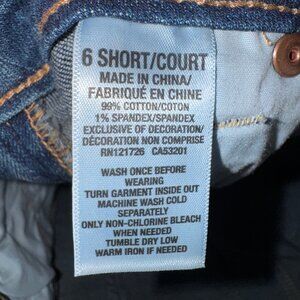 6 SHORT/COURT
MADE IN CHINA/
FABRIQUÉ EN CHINE
99% COTTON/COTON
1% SPANDEX/SPANDEX
EXCLUSIVE OF DECORATION/
DÉCORATION NON COMPRISE
RN121726 CA53201
WASH ONCE BEFORE
WEARING
TURN GARMENT INSIDE OUT
MACHINE WASH COLD
SEPARATELY
ONLY NON-CHLORINE BLEACH
WHEN NEEDED
TUMBLE DRY LOW
WARM IRON IF NEEDED